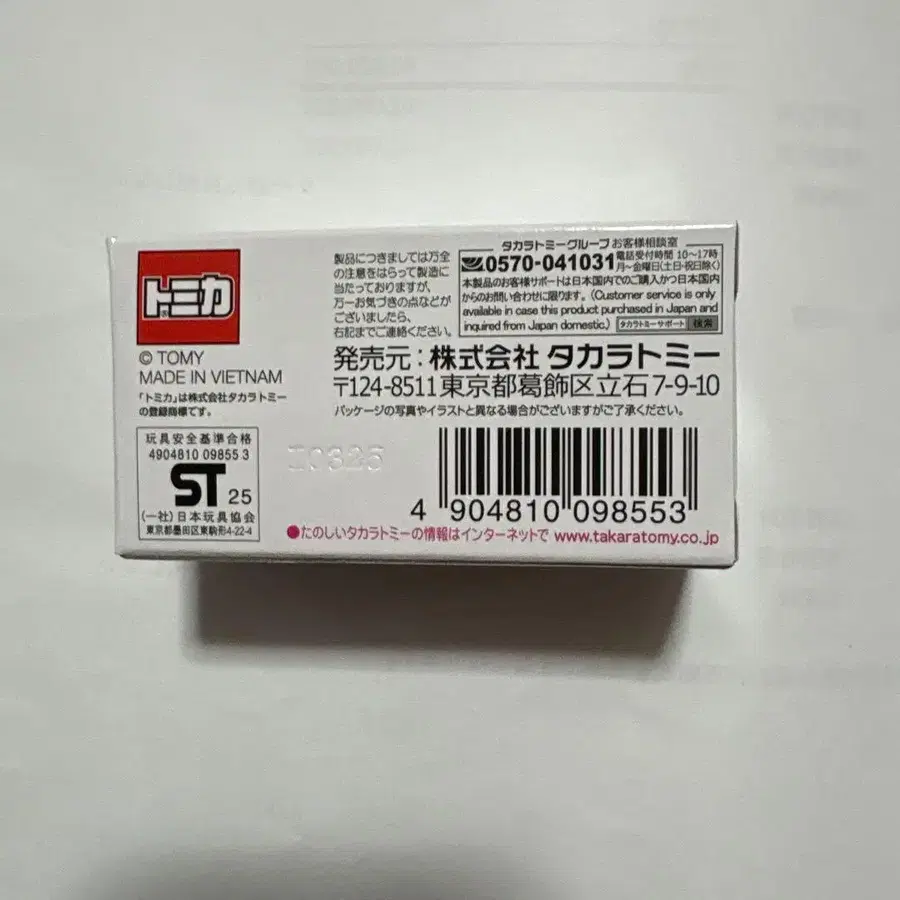 トミカ
®
© TOMY
MADE IN VIETNAM
「トミカ」は株式会社タカラトミー
の登録商標です。
玩具安全基準合格
4904810 09855 3
ST 25
(一社)日本玩具協会
東京都墨田区東駒形4-22-4
製品につきましては万全
の注意をはらって製造に
当たっておりますが、
万一お気づきの点などが
ございましたら、
右記までご連絡ください。
タカラトミーグループ お客様相談室
0570-041031 電話受付時間 10〜17時
月〜金曜日(土・日・祝日除く)
本製品のお客様サポートは日本国内でのご購入かつ日本国内
からのお問い合わせに限ります。(Customer service is only
available in case this product purchased in Japan and
inquired from Japan domestic.) タカラトミーサポート 検索
発売元:株式会社 タカラトミー
〒124-8511 東京都葛飾区立石7-9-10
パッケージの写真やイラストと異なる場合がございますがご了承ください。
4 904810 098553
●たのしいタカラトミーの情報はインターネットで www.takaratomy.co.jp